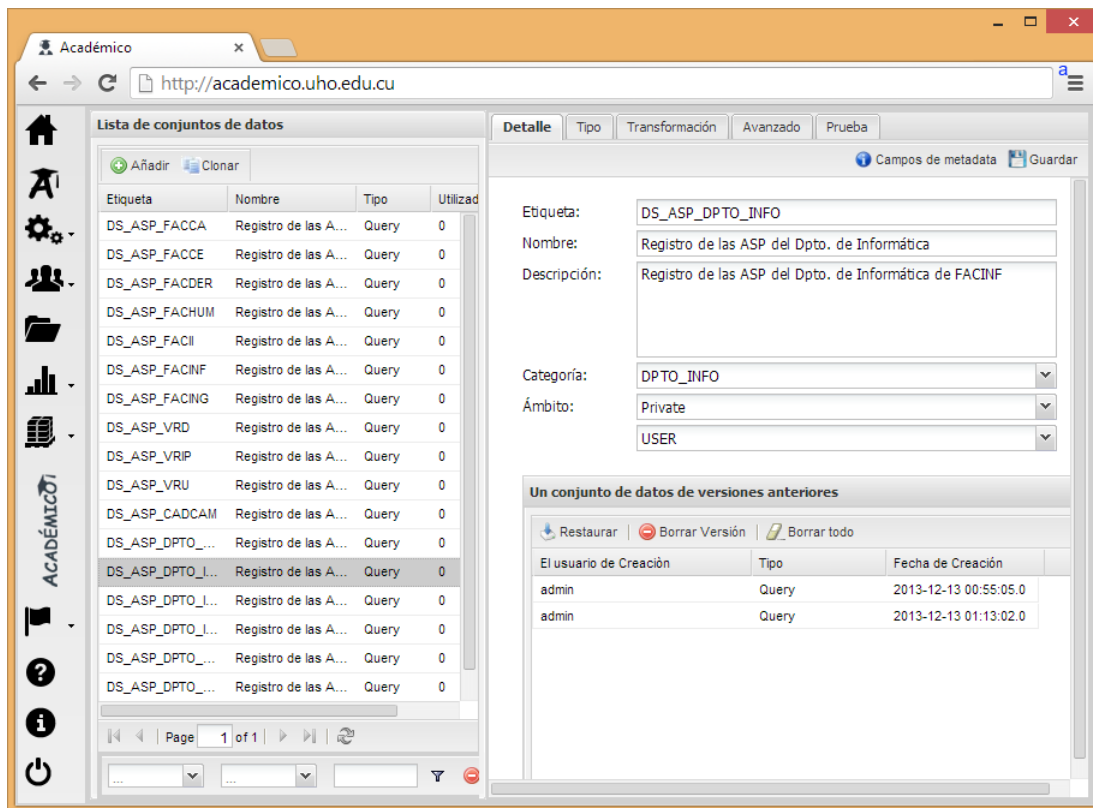 Académico
http://academico.uho.edu.cu
a
Lista de conjuntos de datos
Añadir Clonar
Etiqueta Nombre Tipo Utilizad
DS_ASP_FACCA Registro de las A... Query 0
DS_ASP_FACCE Registro de las A... Query 0
DS_ASP_FACDER Registro de las A... Query 0
DS_ASP_FACHUM Registro de las A... Query 0
DS_ASP_FACII Registro de las A... Query 0
DS_ASP_FACINF Registro de las A... Query 0
DS_ASP_FACING Registro de las A... Query 0
DS_ASP_VRD Registro de las A... Query 0
DS_ASP_VRIP Registro de las A... Query 0
DS_ASP_VRU Registro de las A... Query 0
DS_ASP_CADCAM Registro de las A... Query 0
DS_ASP_DPTO_... Registro de las A... Query 0
DS_ASP_DPTO_I... Registro de las A... Query 0
DS_ASP_DPTO_I... Registro de las A... Query 0
DS_ASP_DPTO_I... Registro de las A... Query 0
DS_ASP_DPTO_... Registro de las A... Query 0
DS_ASP_DPTO_... Registro de las A... Query 0
Page 1 of 1
... ...
ACADÉMICO
Detalle Tipo Transformación Avanzado Prueba
Campos de metadata Guardar
Etiqueta: DS_ASP_DPTO_INFO
Nombre: Registro de las ASP del Dpto. de Informática
Descripción: Registro de las ASP del Dpto. de Informática de FACINF
Categoría: DPTO_INFO
Ámbito: Private
USER
Un conjunto de datos de versiones anteriores
Restaurar Borrar Versión Borrar todo
El usuario de Creaciòn Tipo Fecha de Creación
admin Query 2013-12-13 00:55:05.0
admin Query 2013-12-13 01:13:02.0